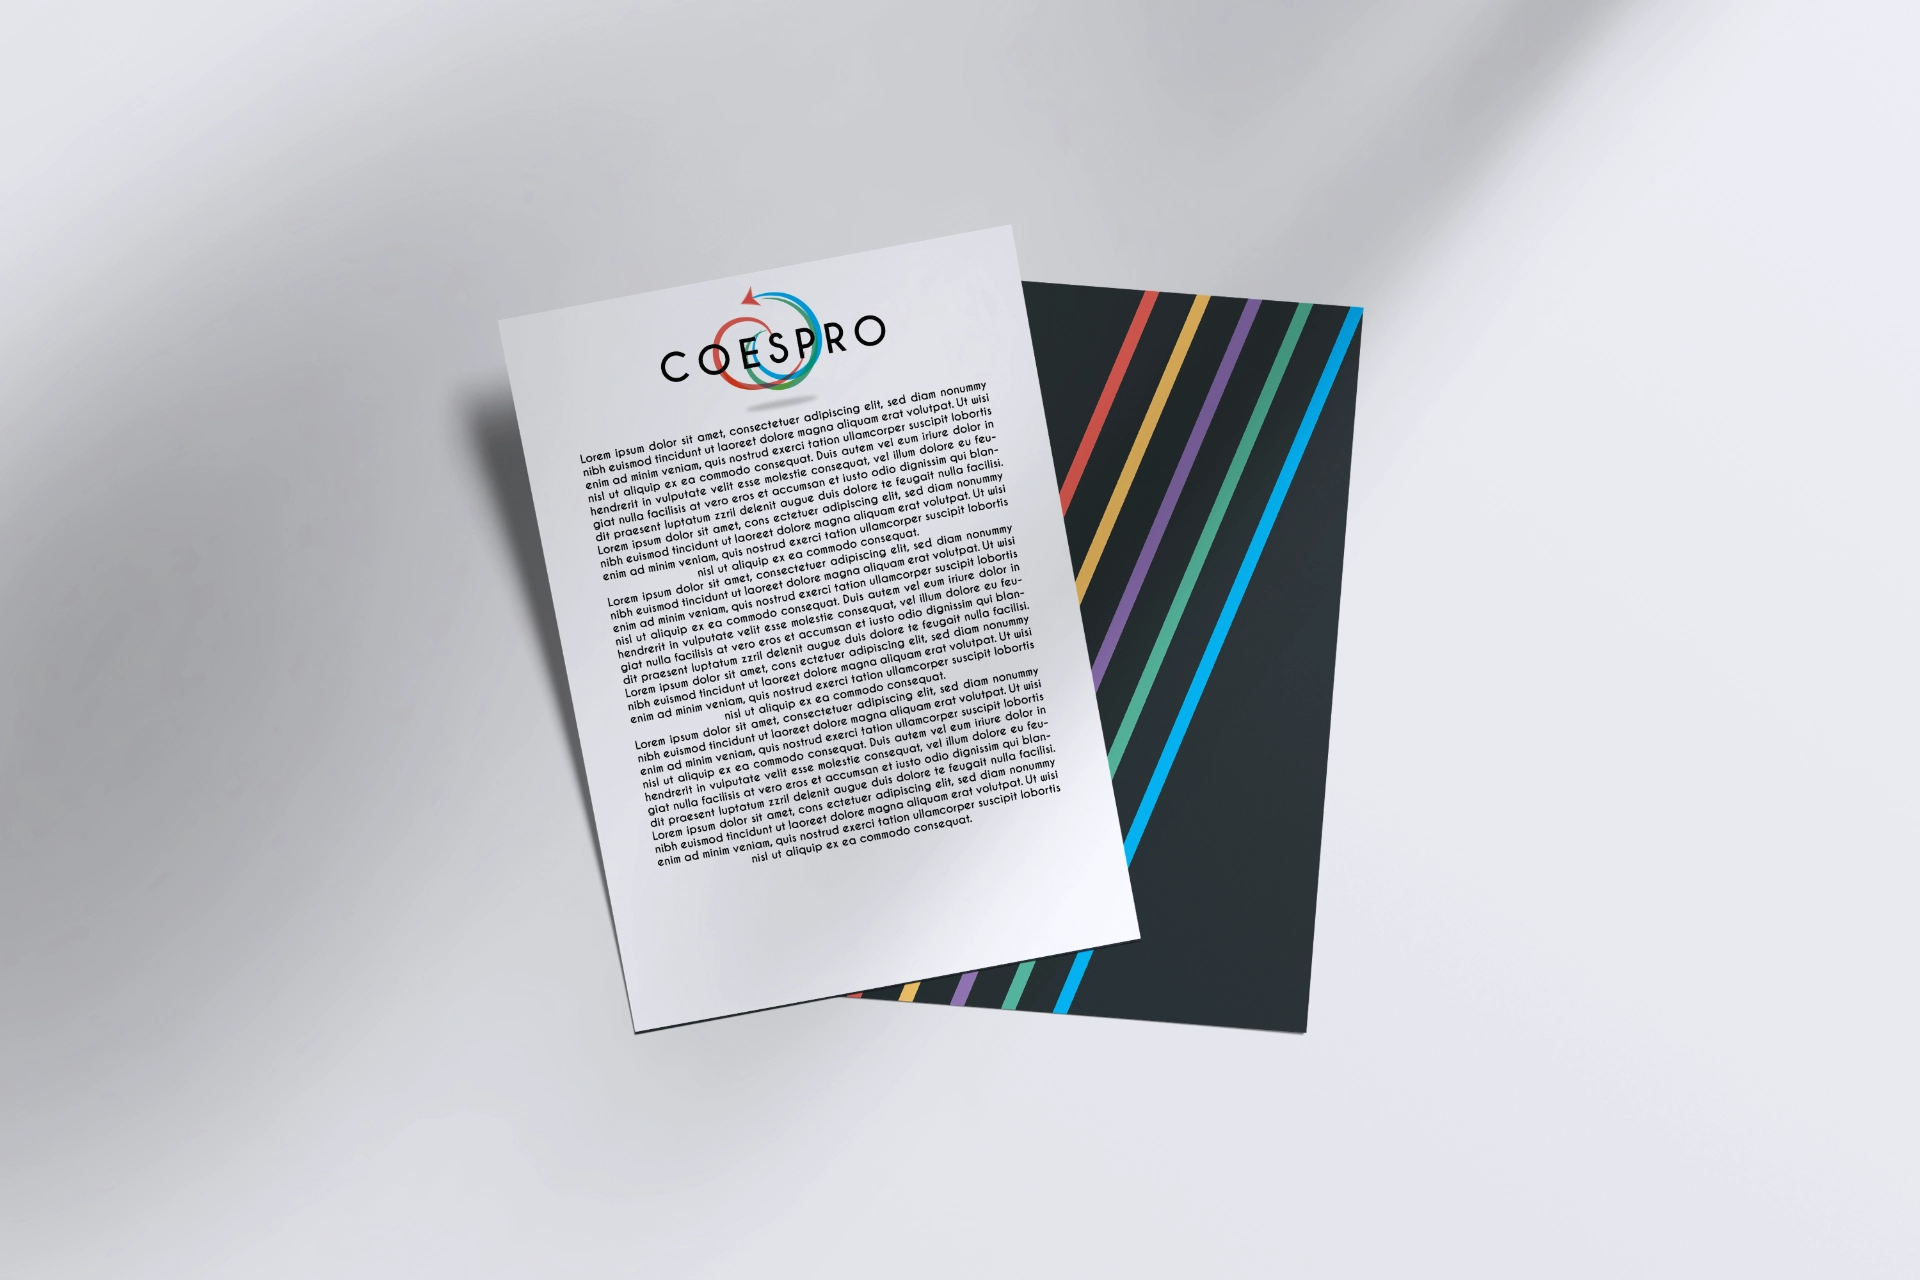 COESPRO
Lorem ipsum dolor sit amet, consectetuer adipiscing elit, sed diam nonummy
nibh euismod tincidunt ut laoreet dolore magna aliquam erat volutpat. Ut wisi
enim ad minim veniam, quis nostrud exerci tation ullamcorper suscipit lobortis
nisl ut aliquip ex ea commodo consequat. Duis autem vel eum iriure dolor in
hendrerit in vulputate velit esse molestie consequat, vel illum dolore eu feu-
giat nulla facilisis at vero eros et accumsan et iusto odio dignissim qui blan-
dit praesent luptatum zzril delenit augue duis dolore te feugait nulla facilisi.
Lorem ipsum dolor sit amet, cons ectetuer adipiscing elit, sed diam nonummy
nibh euismod tincidunt ut laoreet dolore magna aliquam erat volutpat. Ut wisi
enim ad minim veniam, quis nostrud exerci tation ullamcorper suscipit lobortis
nisl ut aliquip ex ea commodo consequat.
Lorem ipsum dolor sit amet, consectetuer adipiscing elit, sed diam nonummy
nibh euismod tincidunt ut laoreet dolore magna aliquam erat volutpat. Ut wisi
enim ad minim veniam, quis nostrud exerci tation ullamcorper suscipit lobortis
nisl ut aliquip ex ea commodo consequat. Duis autem vel eum iriure dolor in
hendrerit in vulputate velit esse molestie consequat, vel illum dolore eu feu-
giat nulla facilisis at vero eros et accumsan et iusto odio dignissim qui blan-
dit praesent luptatum zzril delenit augue duis dolore te feugait nulla facilisi.
Lorem ipsum dolor sit amet, cons ectetuer adipiscing elit, sed diam nonummy
nibh euismod tincidunt ut laoreet dolore magna aliquam erat volutpat. Ut wisi
enim ad minim veniam, quis nostrud exerci tation ullamcorper suscipit lobortis
nisl ut aliquip ex ea commodo consequat.
Lorem ipsum dolor sit amet, consectetuer adipiscing elit, sed diam nonummy
nibh euismod tincidunt ut laoreet dolore magna aliquam erat volutpat. Ut wisi
enim ad minim veniam, quis nostrud exerci tation ullamcorper suscipit lobortis
nisl ut aliquip ex ea commodo consequat. Duis autem vel eum iriure dolor in
hendrerit in vulputate velit esse molestie consequat, vel illum dolore eu feu-
giat nulla facilisis at vero eros et accumsan et iusto odio dignissim qui blan-
dit praesent luptatum zzril delenit augue duis dolore te feugait nulla facilisi.
Lorem ipsum dolor sit amet, cons ectetuer adipiscing elit, sed diam nonummy
nibh euismod tincidunt ut laoreet dolore magna aliquam erat volutpat. Ut wisi
enim ad minim veniam, quis nostrud exerci tation ullamcorper suscipit lobortis
nisl ut aliquip ex ea commodo consequat.